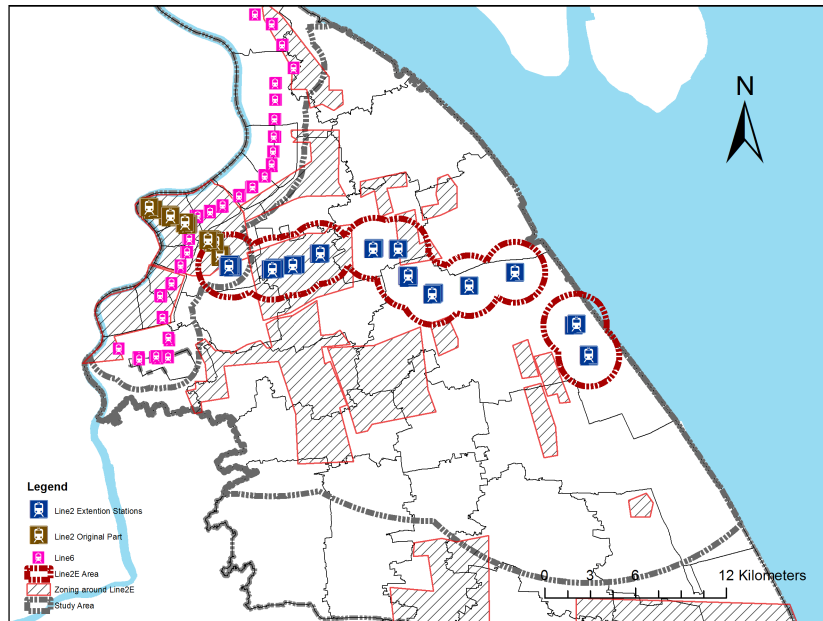 N
Legend
Line2 Extention Stations
Line2 Original Part
Line6
Line2E Area
Zoning around Line2E
Study Area
0 3 6 12 Kilometers